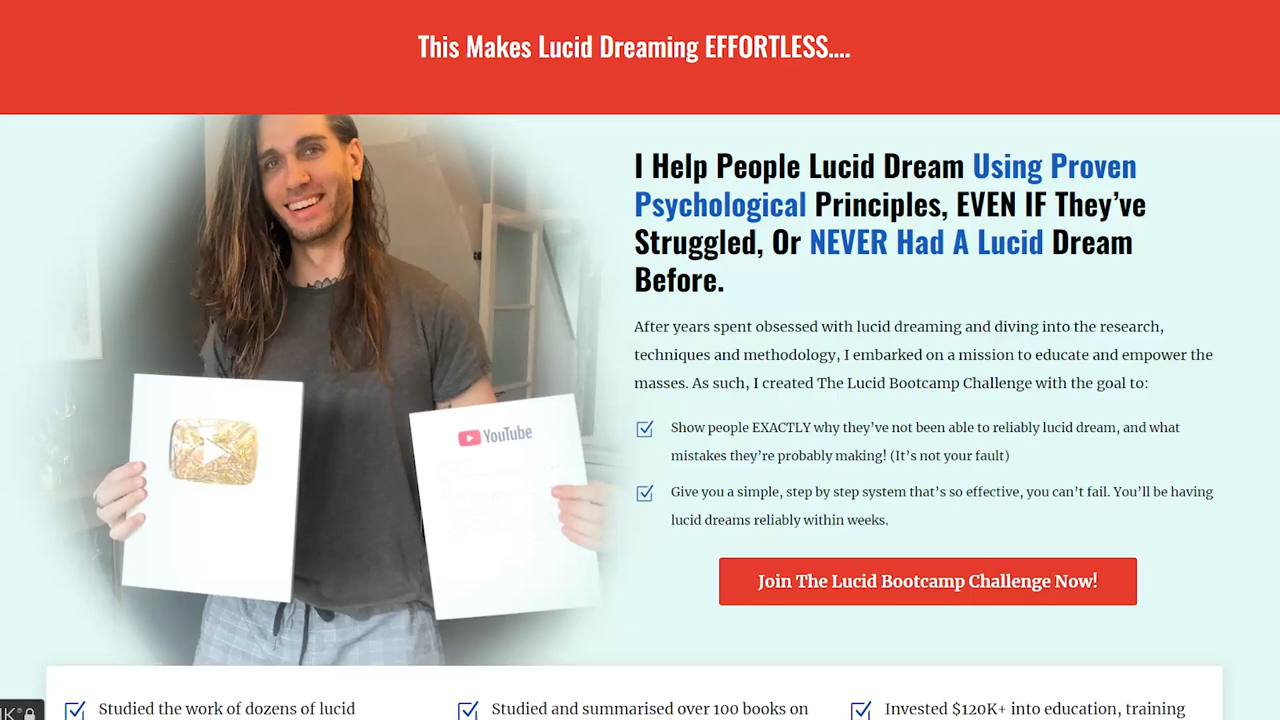 This Makes Lucid Dreaming EFFORTLESS....
I Help People Lucid Dream Using Proven
Psychological Principles, EVEN IF They've
Struggled, Or NEVER Had A Lucid Dream
Before.
After years spent obsessed with lucid dreaming and diving into the research,
techniques and methodology, I embarked on a mission to educate and empower the
masses. As such, I created The Lucid Bootcamp Challenge with the goal to:
Show people EXACTLY why they've not been able to reliably lucid dream, and what
mistakes they're probably making! (It's not your fault)
Give you a simple, step by step system that's so effective, you can't fail. You'll be having
lucid dreams reliably within weeks.
Join The Lucid Bootcamp Challenge Now!
YouTube
Studied the work of dozens of lucid
Studied and summarised over 100 books on
Invested $120K+ into education, training